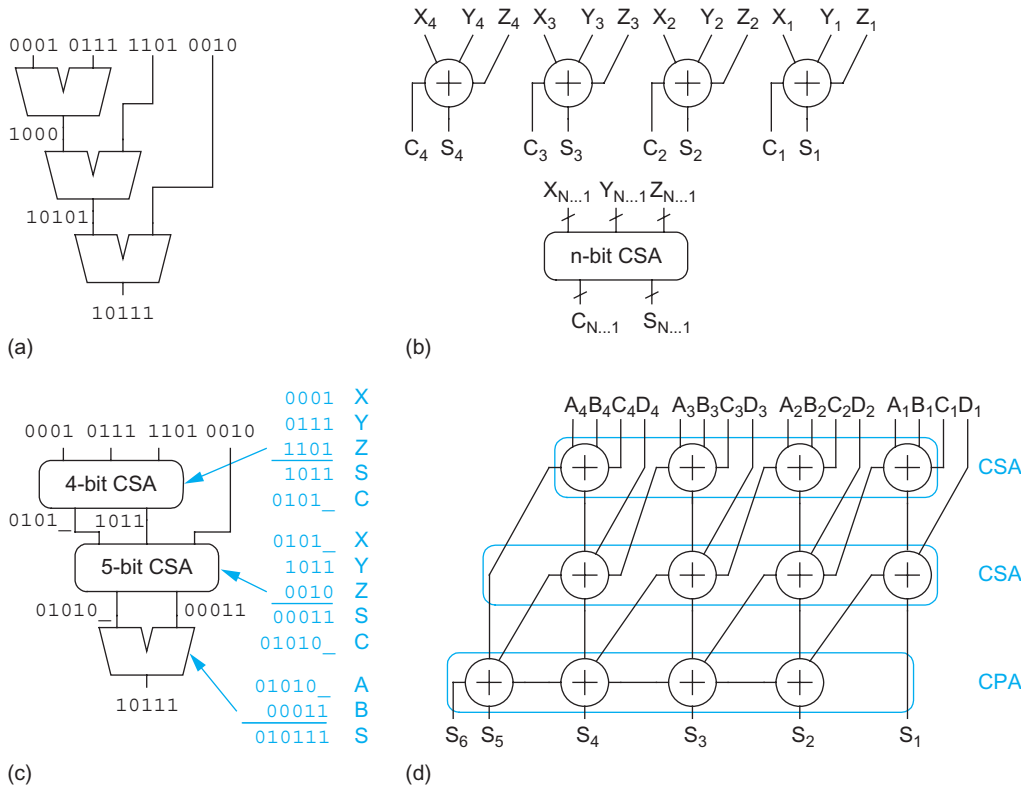 0001 0111 1101 0010
1000
10101
10111
(a)
X4 Y4 Z4 X3 Y3 Z3 X2 Y2 Z2 X1 Y1 Z1
C4 S4 C3 S3 C2 S2 C1 S1
XN...1 YN...1 ZN...1
n-bit CSA
CN...1 SN...1
(b)
0001 0111 1101 0010
4-bit CSA
0101_ 1011
5-bit CSA
01010_ 00011
10111
0001 X
0111 Y
1101 Z
1011 S
0101_ C
0101_ X
1011 Y
0010 Z
00011 S
01010_ C
01010_ A
00011 B
010111 S
(c)
A4B4C4D4 A3B3C3D3 A2B2C2D2 A1B1C1D1
CSA
CSA
CPA
S6 S5 S4 S3 S2 S1
(d)